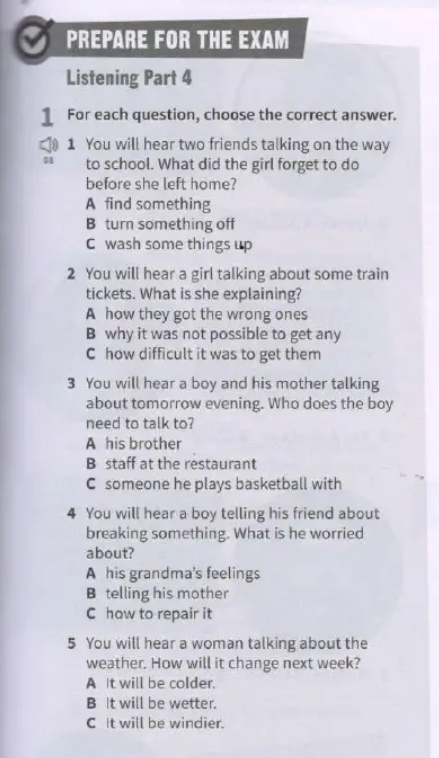 PREPARE FOR THE EXAM
Listening Part 4
1 For each question, choose the correct answer.
08
1 You will hear two friends talking on the way
to school. What did the girl forget to do
before she left home?
A find something
B turn something off
C wash some things up
2 You will hear a girl talking about some train
tickets. What is she explaining?
A how they got the wrong ones
B why it was not possible to get any
C how difficult it was to get them
3 You will hear a boy and his mother talking
about tomorrow evening. Who does the boy
need to talk to?
A his brother
B staff at the restaurant
C someone he plays basketball with
4 You will hear a boy telling his friend about
breaking something. What is he worried
about?
A his grandma's feelings
B telling his mother
C how to repair it
5 You will hear a woman talking about the
weather. How will it change next week?
A It will be colder.
B It will be wetter.
C It will be windier.